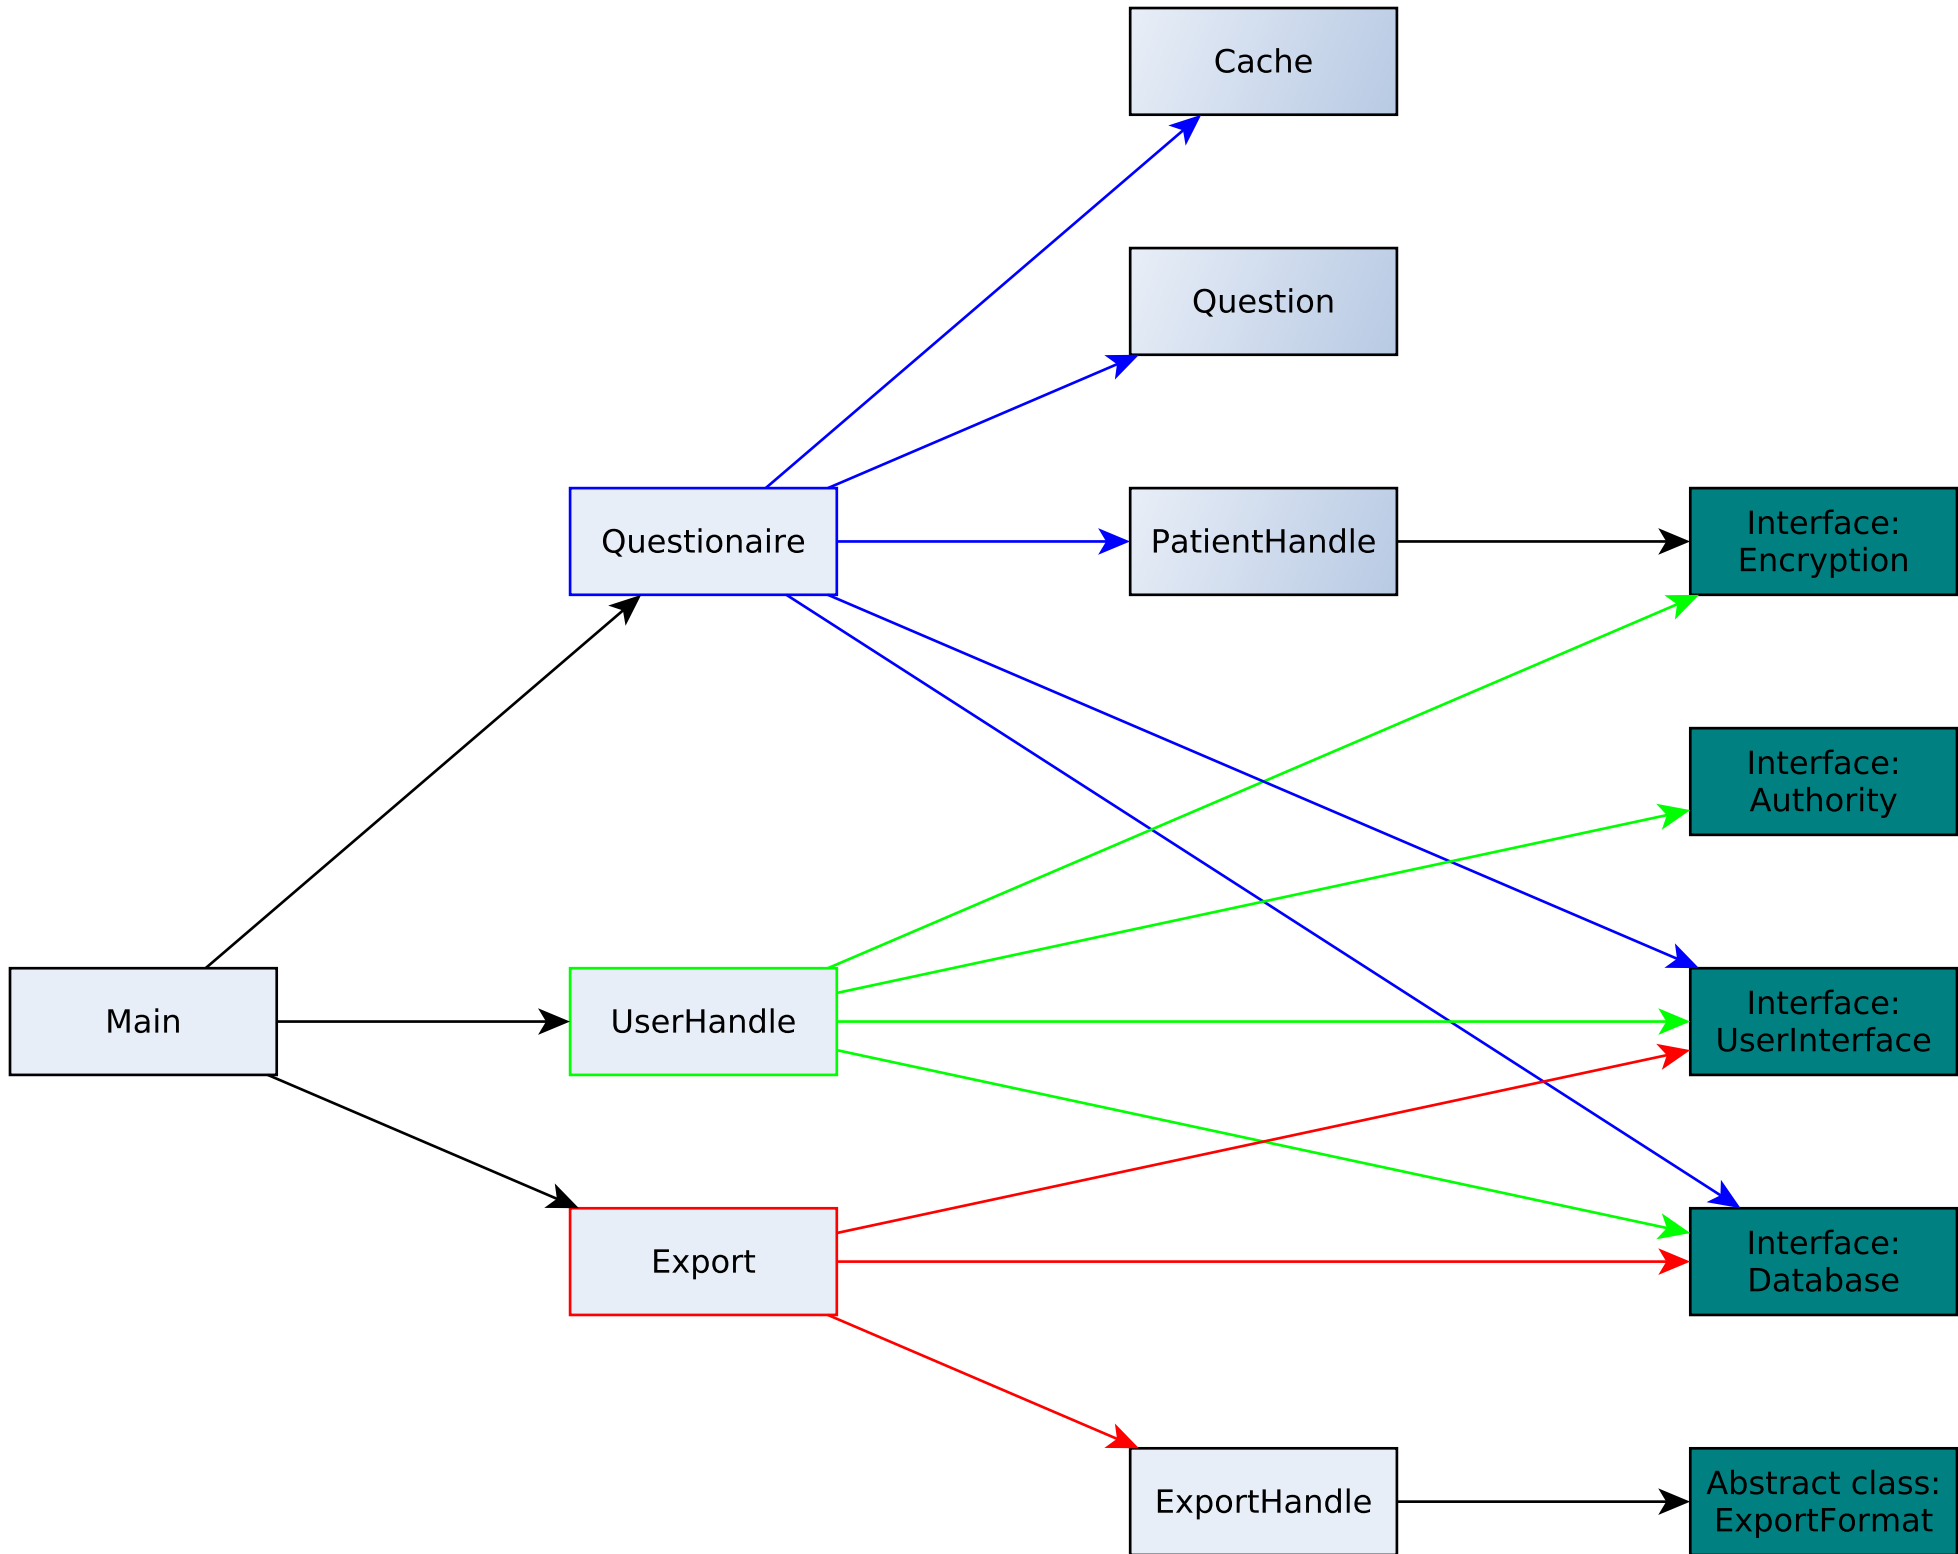 Cache
Question
Questionaire
PatientHandle
Interface:
Encryption
Interface:
Authority
Main
UserHandle
Interface:
UserInterface
Export
Interface:
Database
ExportHandle
Abstract class:
ExportFormat